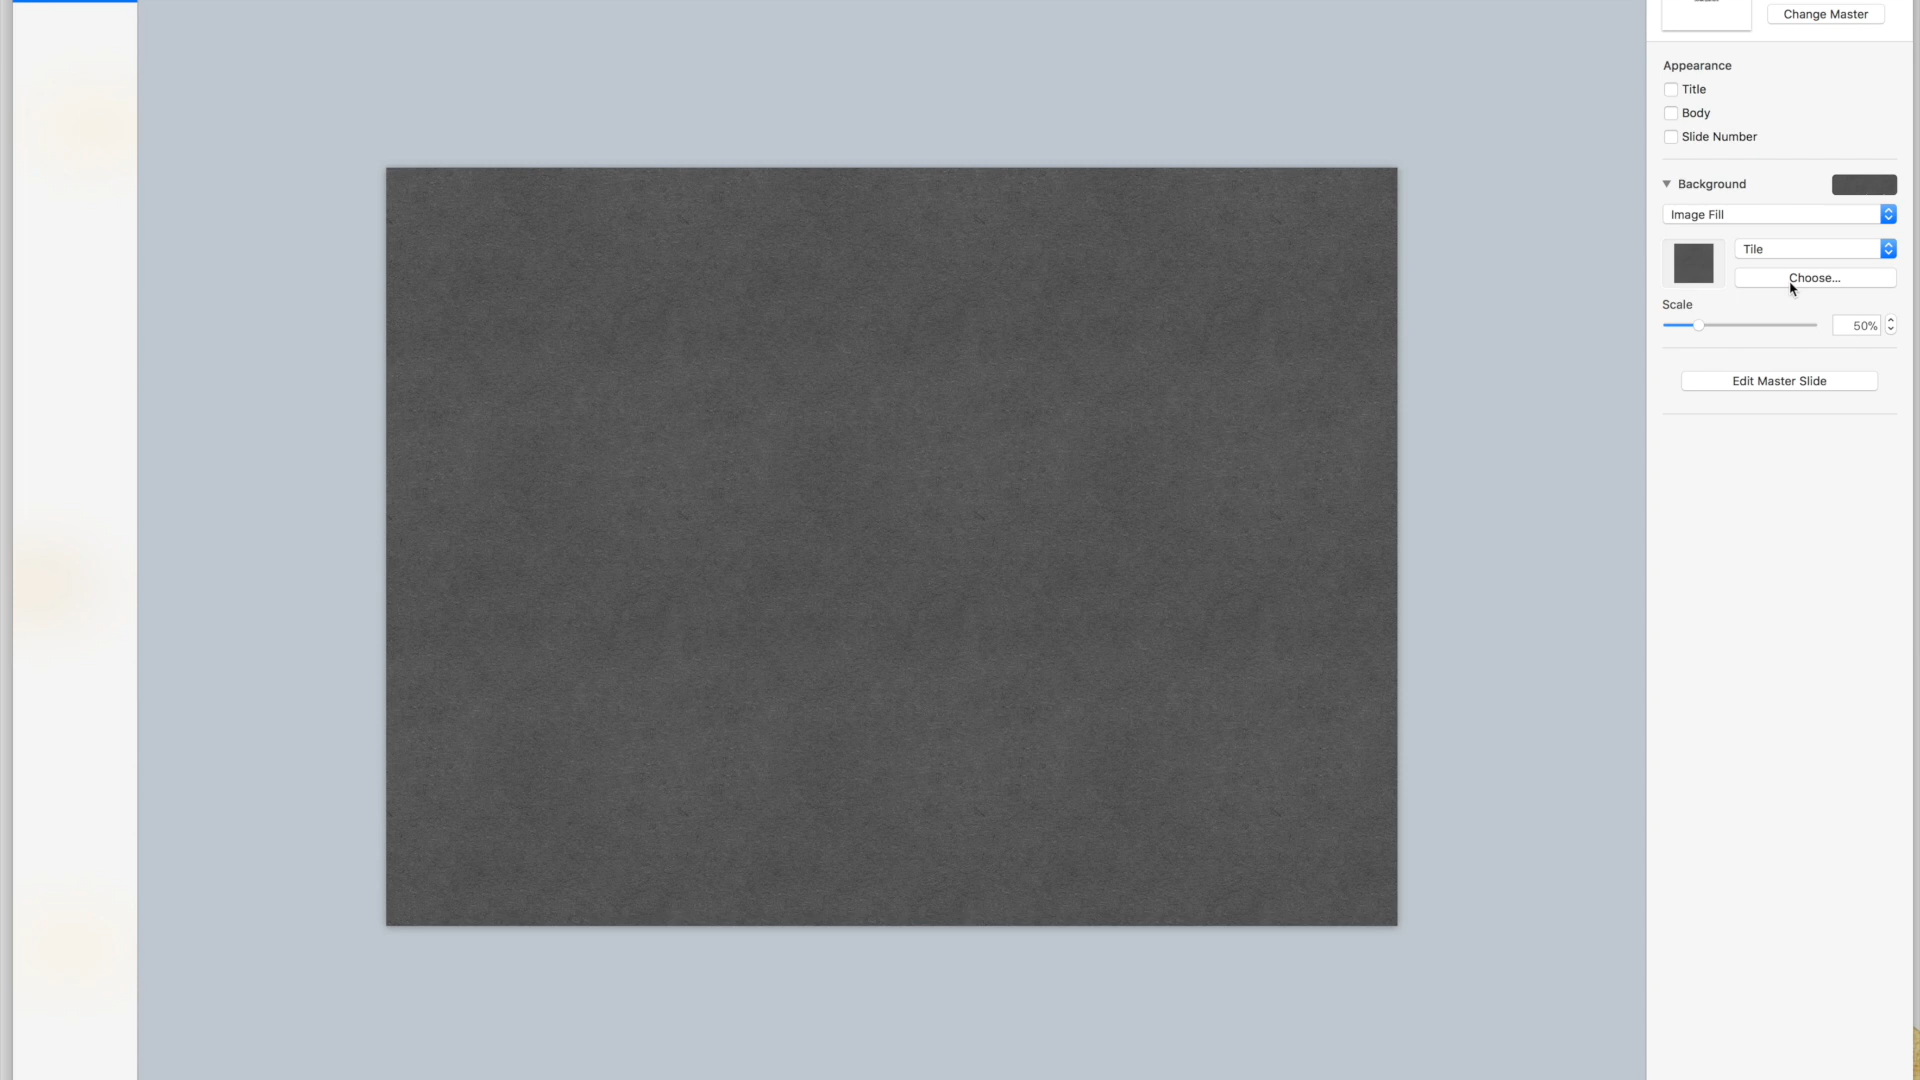 Change Master
Appearance
Title
Body
Slide Number
Background
Image Fill
Tile
Choose...
Scale
50%
Edit Master Slide